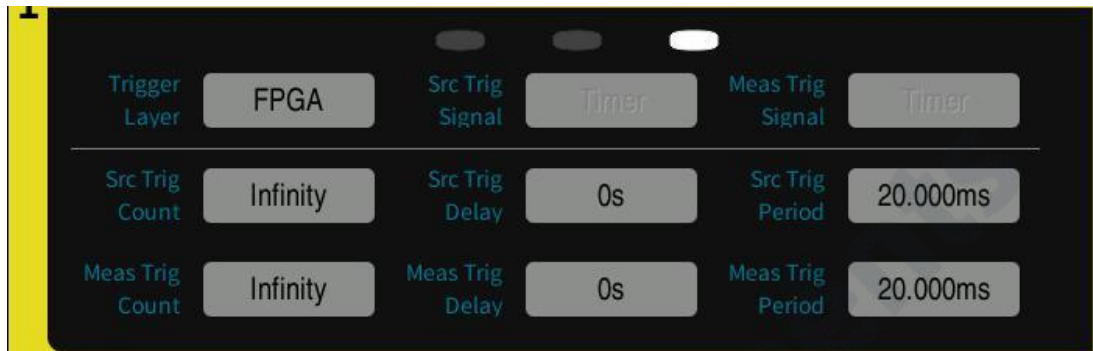 1
Trigger Layer FPGA Src Trig Signal Timer Meas Trig Signal Timer
Src Trig Count Infinity Src Trig Delay 0s Src Trig Period 20.000ms
Meas Trig Count Infinity Meas Trig Delay 0s Meas Trig Period 20.000ms